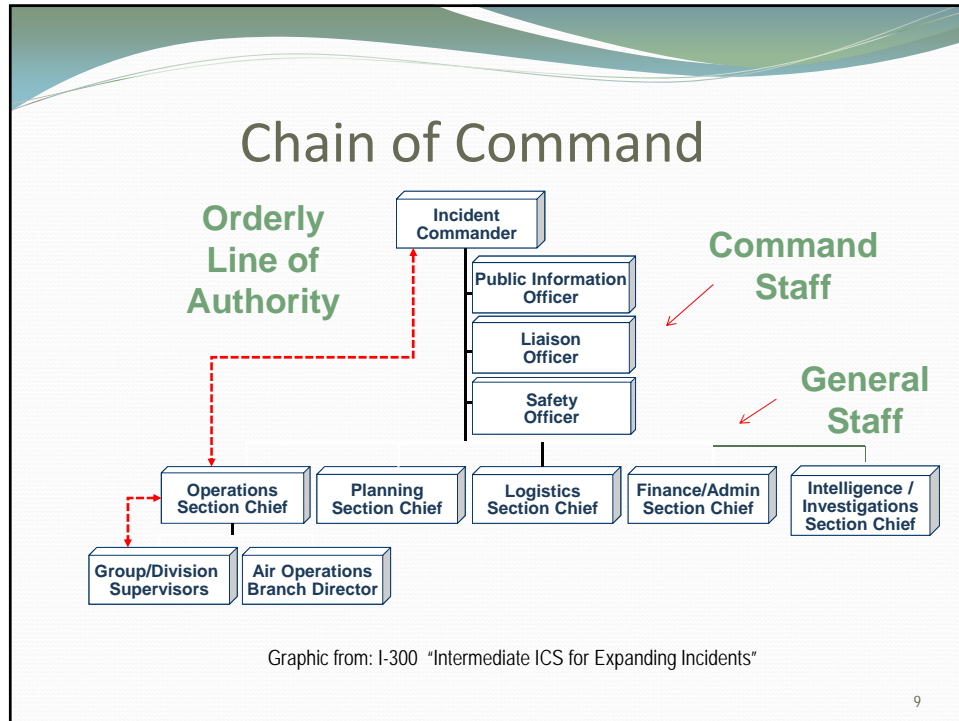 Chain of Command
Orderly
Line of
Authority
Incident
Commander
Public Information
Officer
Liaison
Officer
Safety
Officer
Command
Staff
General
Staff
Operations
Section Chief
Planning
Section Chief
Logistics
Section Chief
Finance/Admin
Section Chief
Intelligence /
Investigations
Section Chief
Group/Division
Supervisors
Air Operations
Branch Director
Graphic from: I-300 “Intermediate ICS for Expanding Incidents”
9